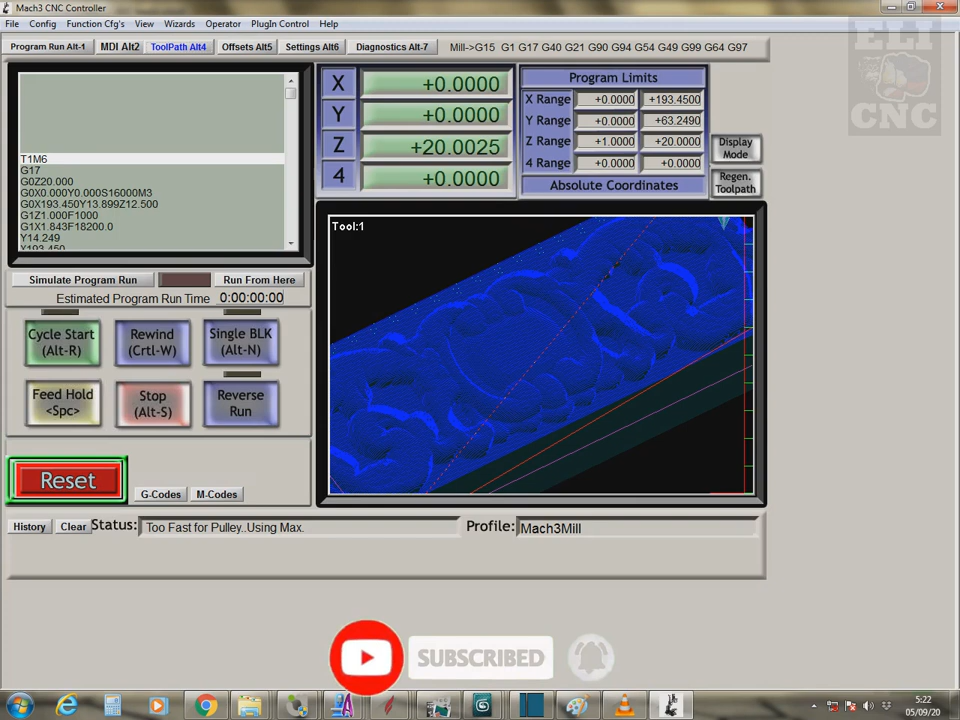 Mach3 CNC Controller
File Config Function Cfg's View Wizards Operator PlugIn Control Help
Program Run Alt-1 MDI Alt2 ToolPath Alt4 Offsets Alt5 Settings Alt6 Diagnostics Alt-7 Mill->G15 G1 G17 G40 G21 G90 G94 G54 G49 G99 G64 G97
ELI
CNC
T1M6
G17
G0Z20.000
G0X0.000Y0.000S16000M3
G0X193.450Y13.899Z12.500
G1Z1.000F1000
G1X1.843F18200.0
Y14.249
X193.450
X +0.0000
Y +0.0000
Z +20.0025
4 +0.0000
Program Limits
X Range +0.0000 +193.4500
Y Range +0.0000 +63.2490
Z Range +1.0000 +20.0000
4 Range +0.0000 +0.0000
Absolute Coordinates
Display
Mode
Regen.
Toolpath
Tool:1
Simulate Program Run Run From Here
Estimated Program Run Time 0:00:00:00
Cycle Start
(Alt-R)
Rewind
(Crtl-W)
Single BLK
(Alt-N)
Feed Hold
<Spc>
Stop
(Alt-S)
Reverse
Run
Reset
G-Codes M-Codes
History Clear Status: Too Fast for Pulley..Using Max. Profile: Mach3Mill
SUBSCRIBED
5:22
05/09/20